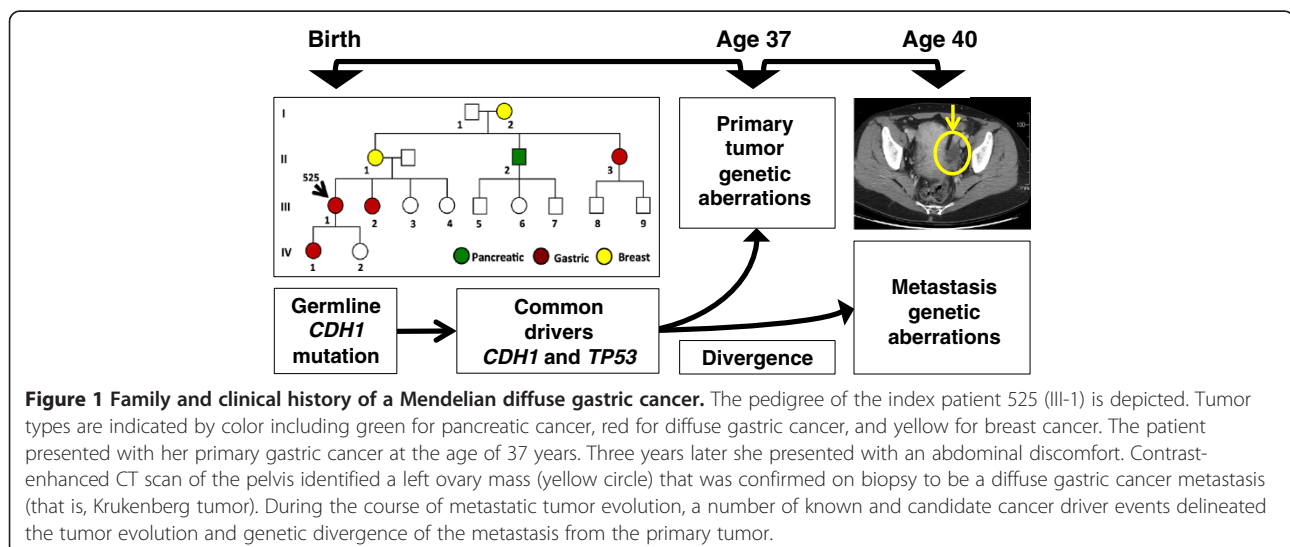 Birth Age 37 Age 40
I
1 2
II
1 2 3
525
III
1 2 3 4 5 6 7 8 9
IV
1 2
Pancreatic Gastric Breast
Primary
tumor
genetic
aberrations
Germline
CDH1
mutation
Common
drivers
CDH1 and TP53
Divergence
Metastasis
genetic
aberrations
Figure 1 Family and clinical history of a Mendelian diffuse gastric cancer. The pedigree of the index patient 525 (III-1) is depicted. Tumor
types are indicated by color including green for pancreatic cancer, red for diffuse gastric cancer, and yellow for breast cancer. The patient
presented with her primary gastric cancer at the age of 37 years. Three years later she presented with an abdominal discomfort. Contrast-
enhanced CT scan of the pelvis identified a left ovary mass (yellow circle) that was confirmed on biopsy to be a diffuse gastric cancer metastasis
(that is, Krukenberg tumor). During the course of metastatic tumor evolution, a number of known and candidate cancer driver events delineated
the tumor evolution and genetic divergence of the metastasis from the primary tumor.